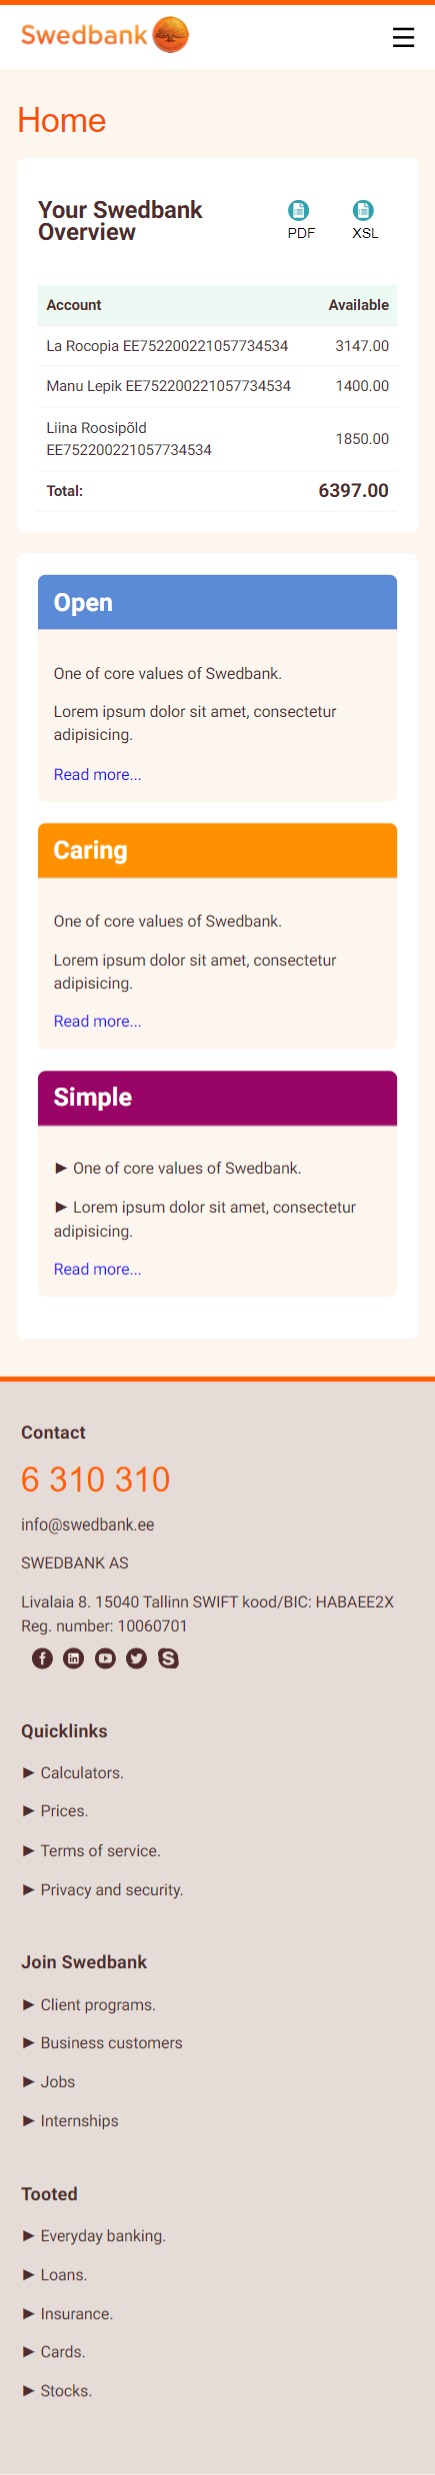 Swedbank
Home
Your Swedbank
Overview
PDF
XSL
Account Available
La Rocopia EE752200221057734534 3147.00
Manu Lepik EE752200221057734534 1400.00
Liina Roosipõld
EE752200221057734534
1850.00
Total: 6397.00
Open
One of core values of Swedbank.
Lorem ipsum dolor sit amet, consectetur
adipisicing.
Read more...
Caring
One of core values of Swedbank.
Lorem ipsum dolor sit amet, consectetur
adipisicing.
Read more...
Simple
► One of core values of Swedbank.
► Lorem ipsum dolor sit amet, consectetur
adipisicing.
Read more...
Contact
6 310 310
info@swedbank.ee
SWEDBANK AS
Livalaia 8. 15040 Tallinn SWIFT kood/BIC: HABAEE2X
Reg. number: 10060701
Quicklinks
► Calculators.
► Prices.
► Terms of service.
► Privacy and security.
Join Swedbank
► Client programs.
► Business customers
► Jobs
► Internships
Tooted
► Everyday banking.
► Loans.
► Insurance.
► Cards.
► Stocks.